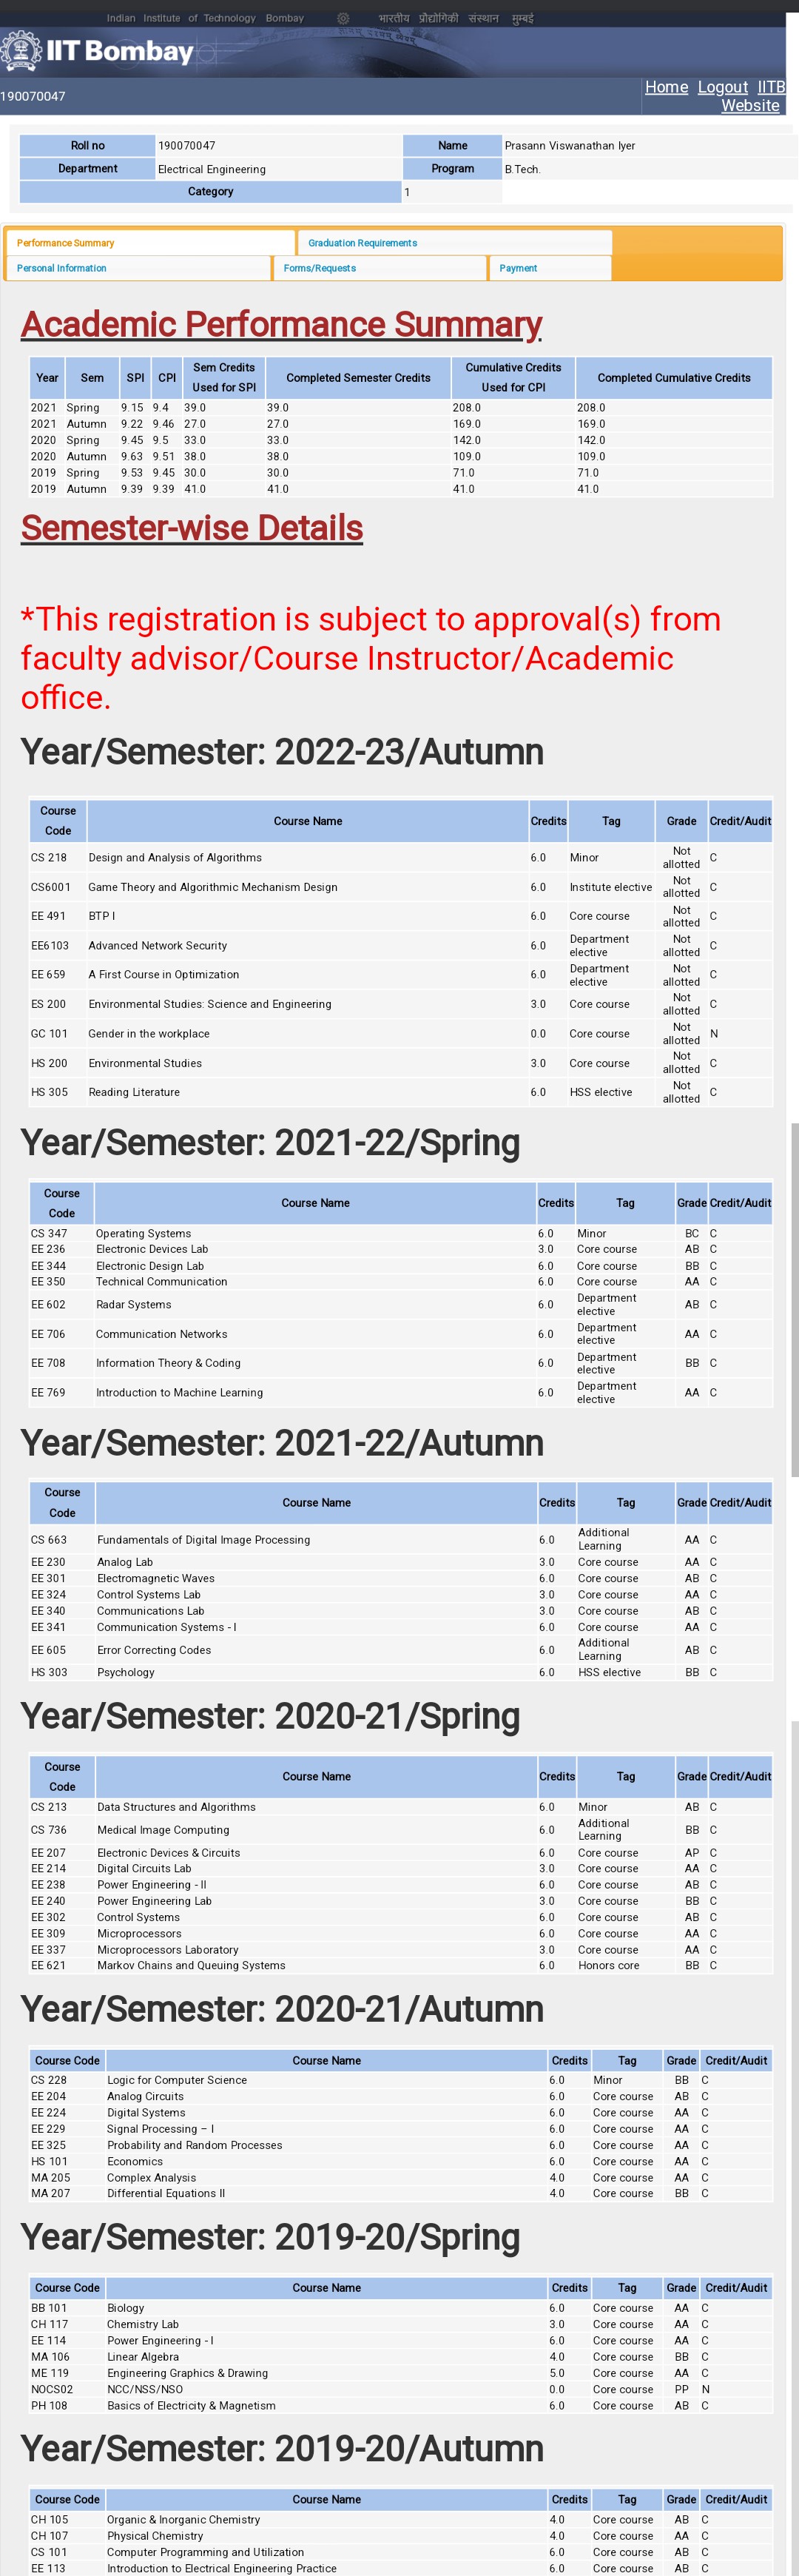 Indian Institute of Technology Bombay भारतीय प्रौद्योगिकी संस्थान मुम्बई
IIT Bombay
190070047 Home Logout IITB Website
Roll no 190070047 Name Prasann Viswanathan Iyer
Department Electrical Engineering Program B.Tech.
Category 1
Performance Summary Graduation Requirements
Personal Information Forms/Requests Payment
Academic Performance Summary
Year Sem SPI CPI Sem Credits Used for SPI Completed Semester Credits Cumulative Credits Used for CPI Completed Cumulative Credits
2021 Spring 9.15 9.4 39.0 39.0 208.0 208.0
2021 Autumn 9.22 9.46 27.0 27.0 169.0 169.0
2020 Spring 9.45 9.5 33.0 33.0 142.0 142.0
2020 Autumn 9.63 9.51 38.0 38.0 109.0 109.0
2019 Spring 9.53 9.45 30.0 30.0 71.0 71.0
2019 Autumn 9.39 9.39 41.0 41.0 41.0 41.0
Semester-wise Details
*This registration is subject to approval(s) from
faculty advisor/Course Instructor/Academic
office.
Year/Semester: 2022-23/Autumn
Course Code Course Name Credits Tag Grade Credit/Audit
CS 218 Design and Analysis of Algorithms 6.0 Minor Not allotted C
CS6001 Game Theory and Algorithmic Mechanism Design 6.0 Institute elective Not allotted C
EE 491 BTP I 6.0 Core course Not allotted C
EE6103 Advanced Network Security 6.0 Department elective Not allotted C
EE 659 A First Course in Optimization 6.0 Department elective Not allotted C
ES 200 Environmental Studies: Science and Engineering 3.0 Core course Not allotted C
GC 101 Gender in the workplace 0.0 Core course Not allotted N
HS 200 Environmental Studies 3.0 Core course Not allotted C
HS 305 Reading Literature 6.0 HSS elective Not allotted C
Year/Semester: 2021-22/Spring
Course Code Course Name Credits Tag Grade Credit/Audit
CS 347 Operating Systems 6.0 Minor BC C
EE 236 Electronic Devices Lab 3.0 Core course AB C
EE 344 Electronic Design Lab 6.0 Core course BB C
EE 350 Technical Communication 6.0 Core course AA C
EE 602 Radar Systems 6.0 Department elective AB C
EE 706 Communication Networks 6.0 Department elective AA C
EE 708 Information Theory & Coding 6.0 Department elective BB C
EE 769 Introduction to Machine Learning 6.0 Department elective AA C
Year/Semester: 2021-22/Autumn
Course Code Course Name Credits Tag Grade Credit/Audit
CS 663 Fundamentals of Digital Image Processing 6.0 Additional Learning AA C
EE 230 Analog Lab 3.0 Core course AA C
EE 301 Electromagnetic Waves 6.0 Core course AB C
EE 324 Control Systems Lab 3.0 Core course AA C
EE 340 Communications Lab 3.0 Core course AB C
EE 341 Communication Systems - I 6.0 Core course AA C
EE 605 Error Correcting Codes 6.0 Additional Learning AB C
HS 303 Psychology 6.0 HSS elective BB C
Year/Semester: 2020-21/Spring
Course Code Course Name Credits Tag Grade Credit/Audit
CS 213 Data Structures and Algorithms 6.0 Minor AB C
CS 736 Medical Image Computing 6.0 Additional Learning BB C
EE 207 Electronic Devices & Circuits 6.0 Core course AP C
EE 214 Digital Circuits Lab 3.0 Core course AA C
EE 238 Power Engineering - II 6.0 Core course AB C
EE 240 Power Engineering Lab 3.0 Core course BB C
EE 302 Control Systems 6.0 Core course AB C
EE 309 Microprocessors 6.0 Core course AA C
EE 337 Microprocessors Laboratory 3.0 Core course AA C
EE 621 Markov Chains and Queuing Systems 6.0 Honors core BB C
Year/Semester: 2020-21/Autumn
Course Code Course Name Credits Tag Grade Credit/Audit
CS 228 Logic for Computer Science 6.0 Minor BB C
EE 204 Analog Circuits 6.0 Core course AB C
EE 224 Digital Systems 6.0 Core course AA C
EE 229 Signal Processing – I 6.0 Core course AA C
EE 325 Probability and Random Processes 6.0 Core course AA C
HS 101 Economics 6.0 Core course AA C
MA 205 Complex Analysis 4.0 Core course AA C
MA 207 Differential Equations II 4.0 Core course BB C
Year/Semester: 2019-20/Spring
Course Code Course Name Credits Tag Grade Credit/Audit
BB 101 Biology 6.0 Core course AA C
CH 117 Chemistry Lab 3.0 Core course AA C
EE 114 Power Engineering - I 6.0 Core course AA C
MA 106 Linear Algebra 4.0 Core course BB C
ME 119 Engineering Graphics & Drawing 5.0 Core course AA C
NOCS02 NCC/NSS/NSO 0.0 Core course PP N
PH 108 Basics of Electricity & Magnetism 6.0 Core course AB C
Year/Semester: 2019-20/Autumn
Course Code Course Name Credits Tag Grade Credit/Audit
CH 105 Organic & Inorganic Chemistry 4.0 Core course AB C
CH 107 Physical Chemistry 4.0 Core course AA C
CS 101 Computer Programming and Utilization 6.0 Core course AB C
EE 113 Introduction to Electrical Engineering Practice 6.0 Core course AB C